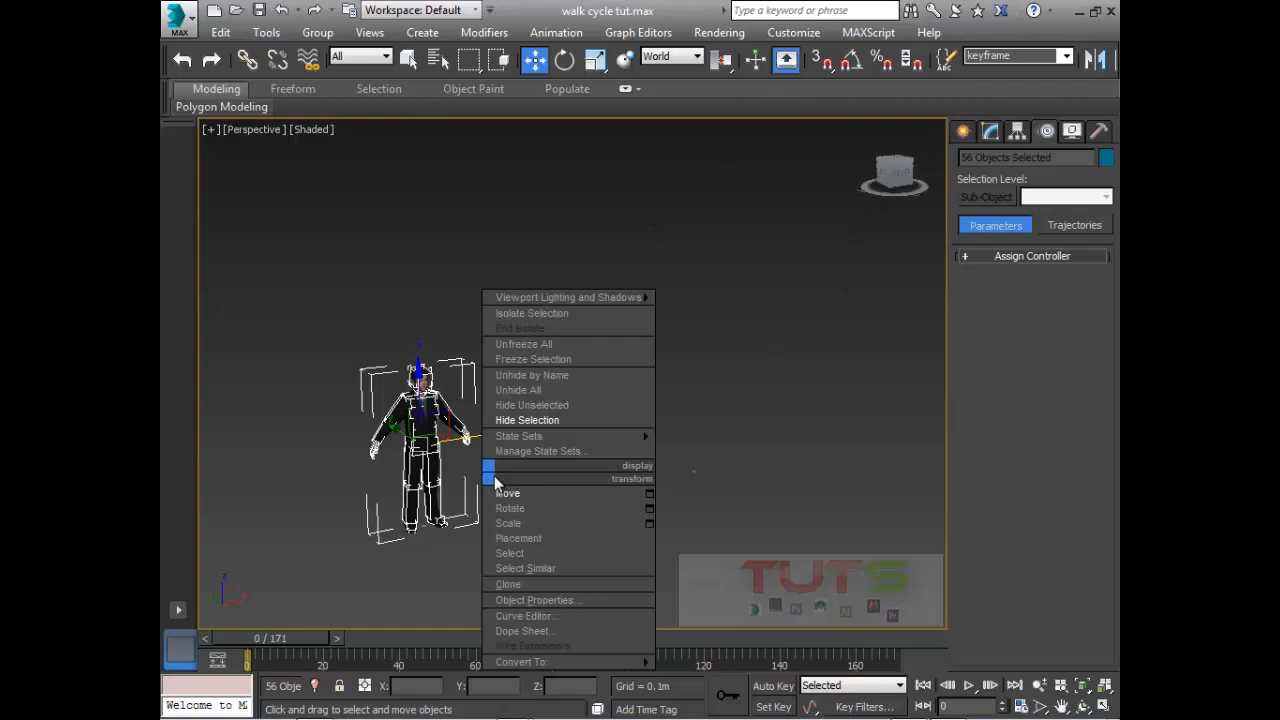 Workspace: Default
walk cycle tut.max
Type a keyword or phrase
MAX
Edit Tools Group Views Create Modifiers Animation Graph Editors Rendering Customize MAXScript Help
All
World
3
keyframe
Modeling Freeform Selection Object Paint Populate
Polygon Modeling
[+] [Perspective] [Shaded]
56 Objects Selected
Selection Level:
Sub-Object
Parameters Trajectories
+ Assign Controller
Viewport Lighting and Shadows
Isolate Selection
End Isolate
Unfreeze All
Freeze Selection
Unhide by Name
Unhide All
Hide Unselected
Hide Selection
State Sets
Manage State Sets...
display
transform
Move
Rotate
Scale
Placement
Select
Select Similar
Clone
Object Properties...
Curve Editor...
Dope Sheet...
Wire Parameters...
Convert To:
TUTS
z
< 0 / 171 >
0 20 40 60 120 140 160
56 Obje X: Y: Z: Grid = 0.1m Auto Key Selected
Welcome to MA Click and drag to select and move objects Add Time Tag Set Key Key Filters... 0